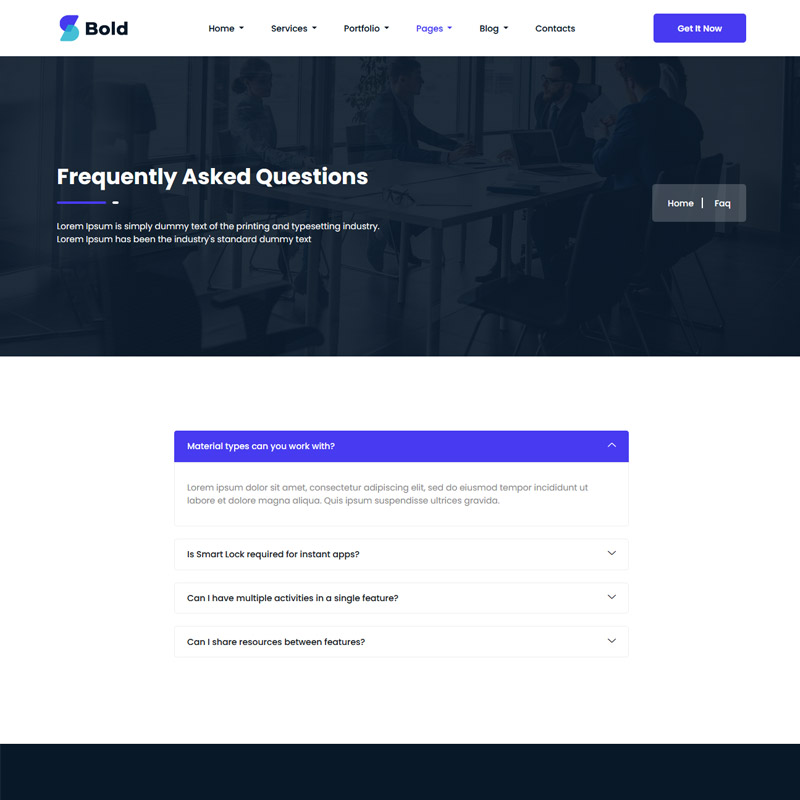 Bold
Home
Services
Portfolio
Pages
Blog
Contacts
Get It Now
Frequently Asked Questions
Lorem Ipsum is simply dummy text of the printing and typesetting industry.
Lorem Ipsum has been the industry's standard dummy text
Home | Faq
Material types can you work with?
Lorem ipsum dolor sit amet, consectetur adipiscing elit, sed do eiusmod tempor incididunt ut
labore et dolore magna aliqua. Quis ipsum suspendisse ultrices gravida.
Is Smart Lock required for instant apps?
Can I have multiple activities in a single feature?
Can I share resources between features?